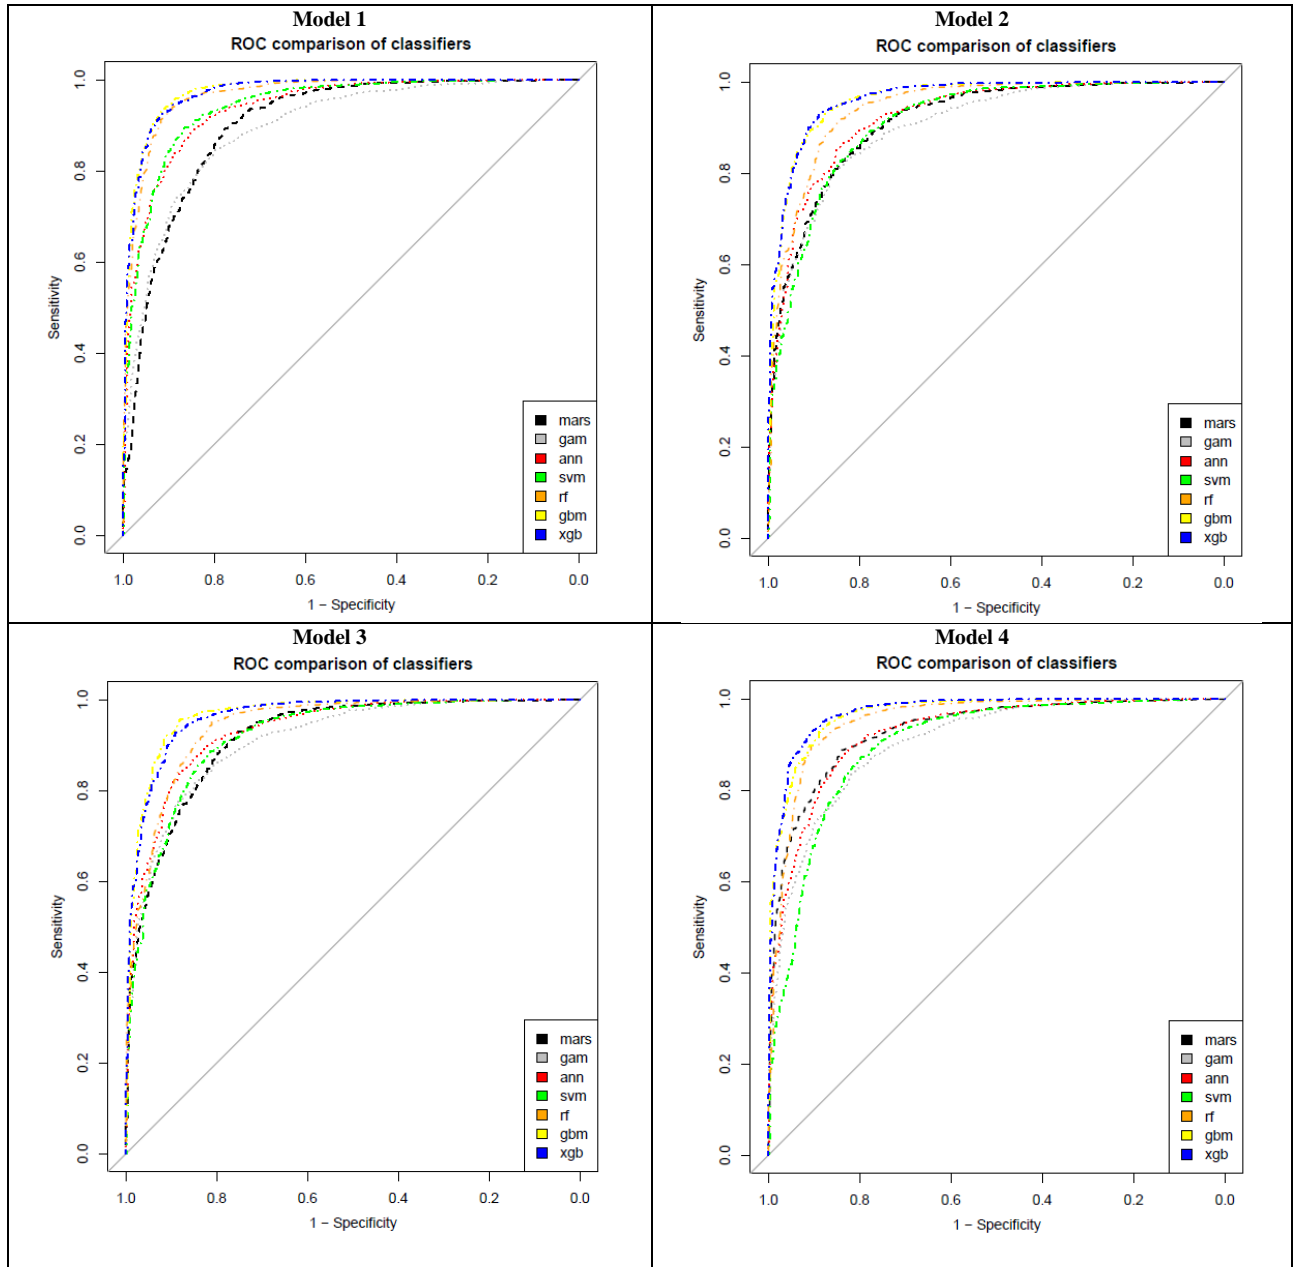 Model 1
ROC comparison of classifiers
1.0
0.8
0.6
0.4
0.2
0.0
Sensitivity
mars
gam
ann
svm
rf
gbm
xgb
1.0 0.8 0.6 0.4 0.2 0.0
1 − Specificity
Model 2
ROC comparison of classifiers
1.0
0.8
0.6
0.4
0.2
0.0
Sensitivity
mars
gam
ann
svm
rf
gbm
xgb
1.0 0.8 0.6 0.4 0.2 0.0
1 − Specificity
Model 3
ROC comparison of classifiers
1.0
0.8
0.6
0.4
0.2
0.0
Sensitivity
mars
gam
ann
svm
rf
gbm
xgb
1.0 0.8 0.6 0.4 0.2 0.0
1 − Specificity
Model 4
ROC comparison of classifiers
1.0
0.8
0.6
0.4
0.2
0.0
Sensitivity
mars
gam
ann
svm
rf
gbm
xgb
1.0 0.8 0.6 0.4 0.2 0.0
1 − Specificity